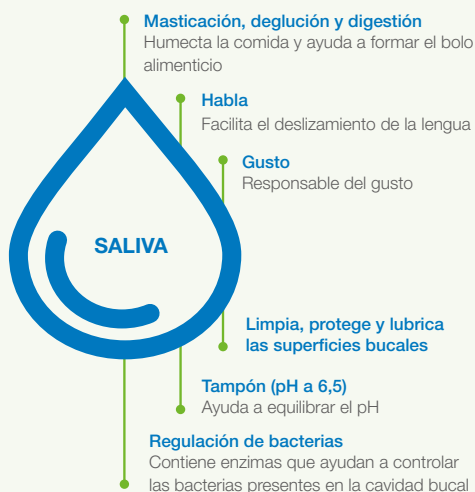 Masticación, deglución y digestión
Humecta la comida y ayuda a formar el bolo
alimenticio
Habla
Facilita el deslizamiento de la lengua
Gusto
Responsable del gusto
SALIVA
Limpia, protege y lubrica
las superficies bucales
Tampón (pH a 6,5)
Ayuda a equilibrar el pH
Regulación de bacterias
Contiene enzimas que ayudan a controlar
las bacterias presentes en la cavidad bucal